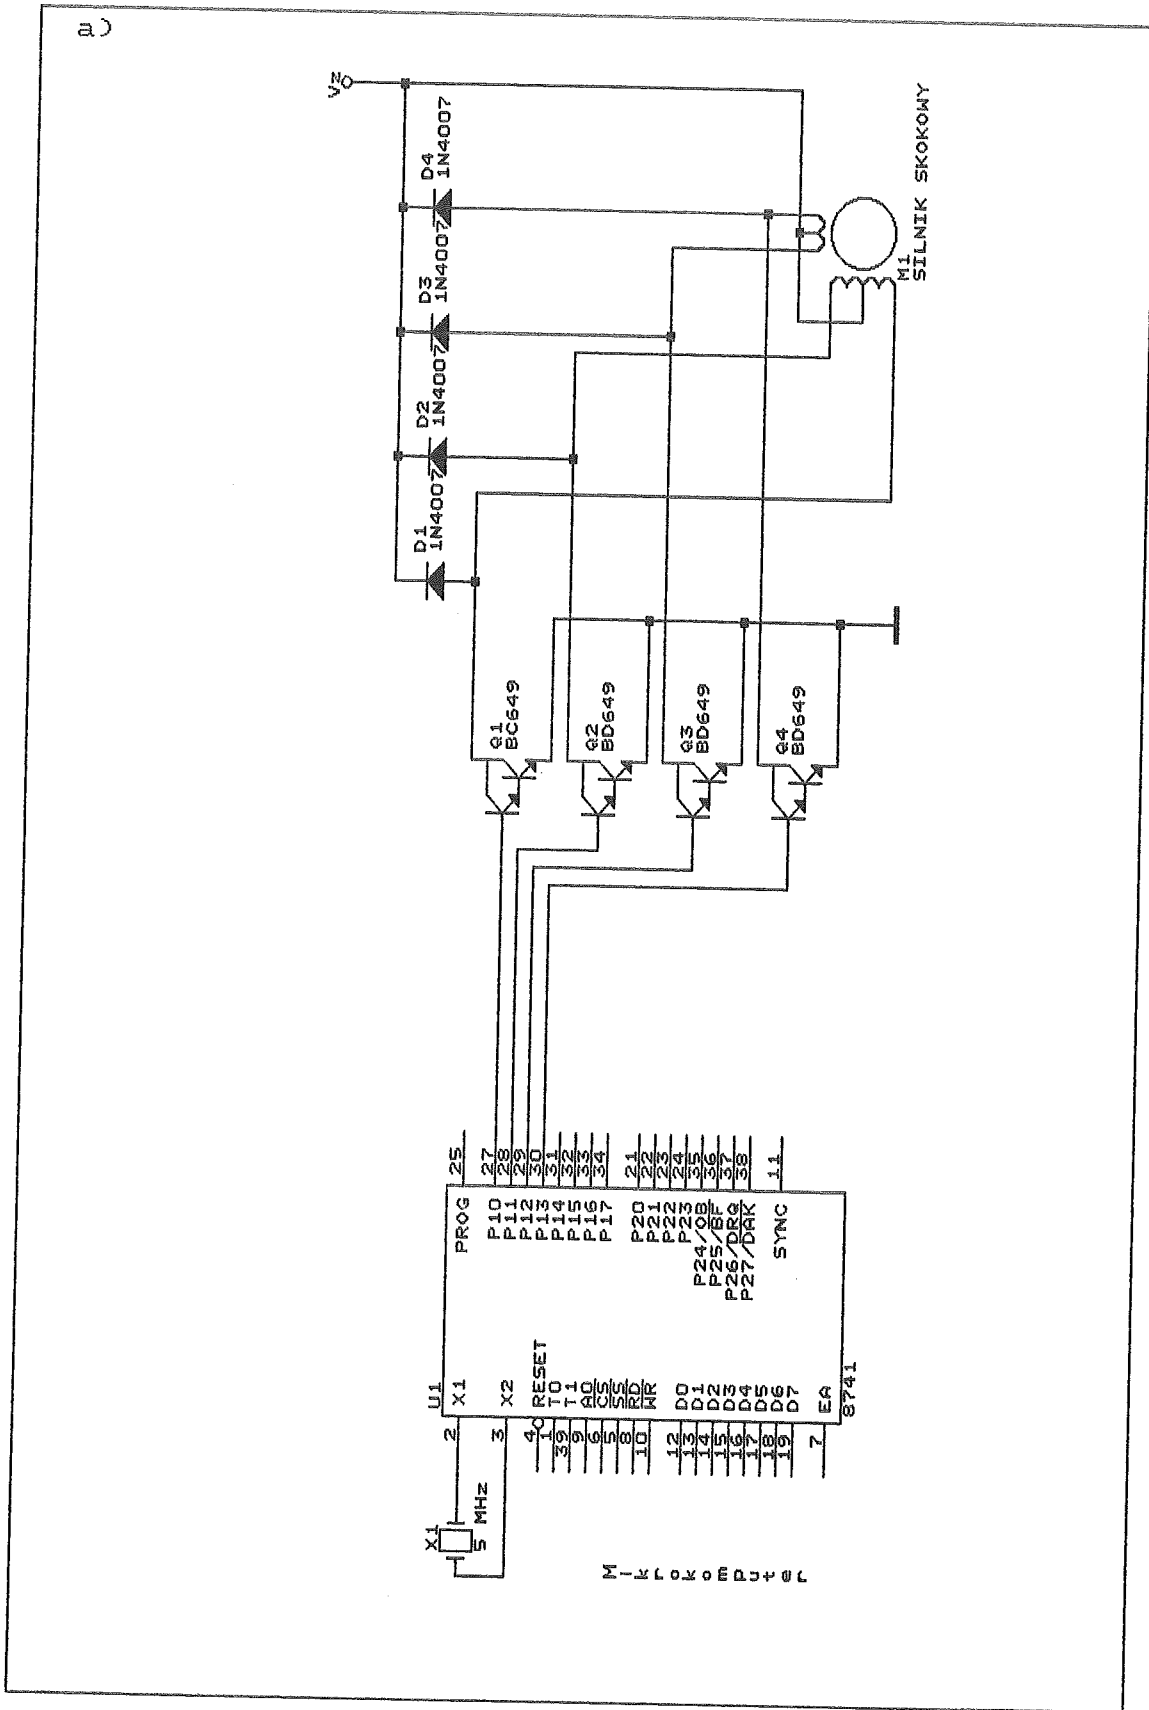 a)
VZ
D1
1N4007
D2
1N4007
D3
1N4007
D4
1N4007
M1
SILNIK SKOKOWY
Q1
BC649
Q2
BD649
Q3
BD649
Q4
BD649
U1
8741
X1
X2
RESET
T0
T1
A0
CS
SS
RD
WR
D0
D1
D2
D3
D4
D5
D6
D7
EA
2
3
4
1
39
9
6
5
8
10
12
13
14
15
16
17
18
19
7
PROG
P10
P11
P12
P13
P14
P15
P16
P17
P20
P21
P22
P23
P24/OB
P25/BF
P26/DRQ
P27/DAK
SYNC
25
27
28
29
30
31
32
33
34
21
22
23
24
35
36
37
38
11
X1
5 MHz
Mikrokomputer